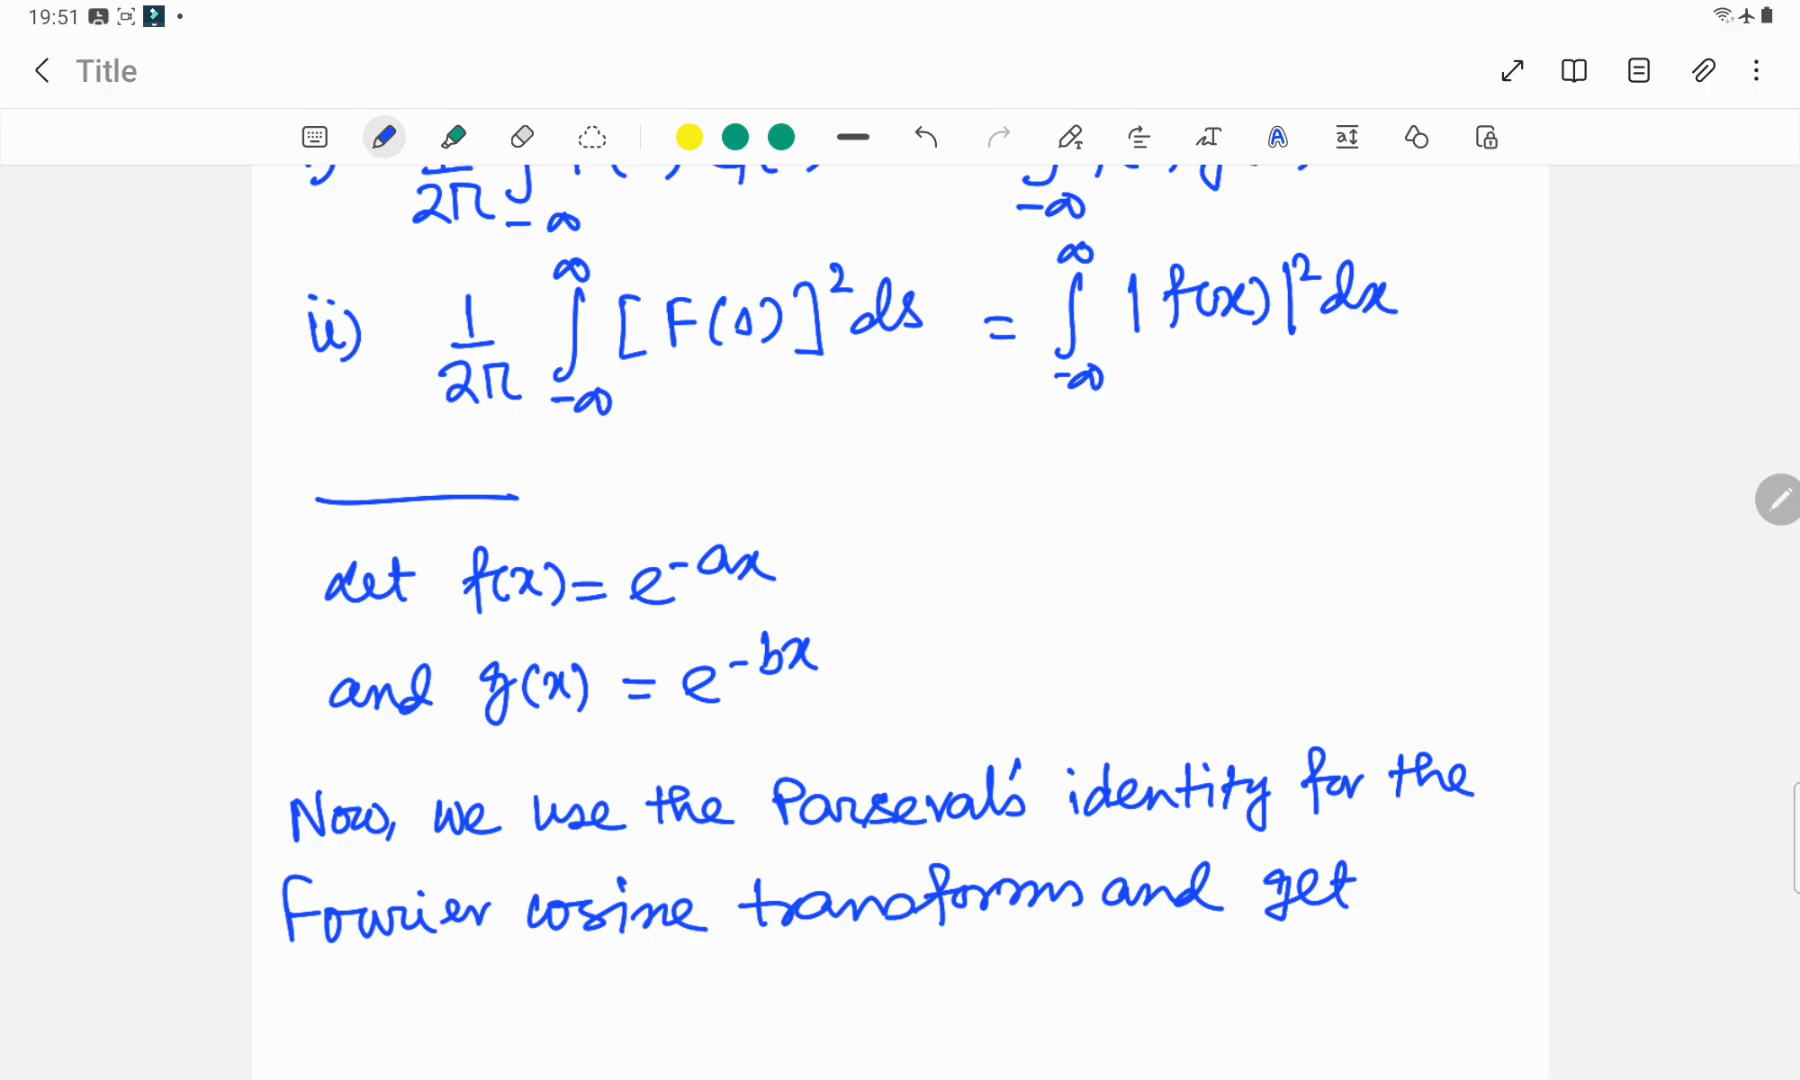 19:51
Title
2π -∞ -∞
ii) 1/2π ∫_{-∞}^{∞} [F(s)]² ds = ∫_{-∞}^{∞} |f(x)|² dx
Let f(x) = e^{-ax}
and g(x) = e^{-bx}
Now, we use the Parseval's identity for the
Fourier cosine transforms and get